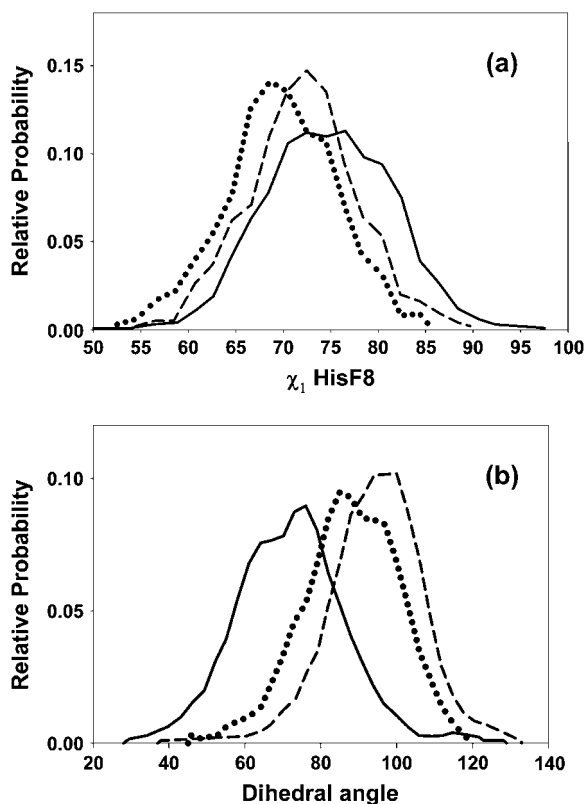 (a)
Relative Probability
0.15
0.10
0.05
0.00
50 55 60 65 70 75 80 85 90 95 100
χ₁ HisF8
(b)
Relative Probability
0.10
0.05
0.00
20 40 60 80 100 120 140
Dihedral angle